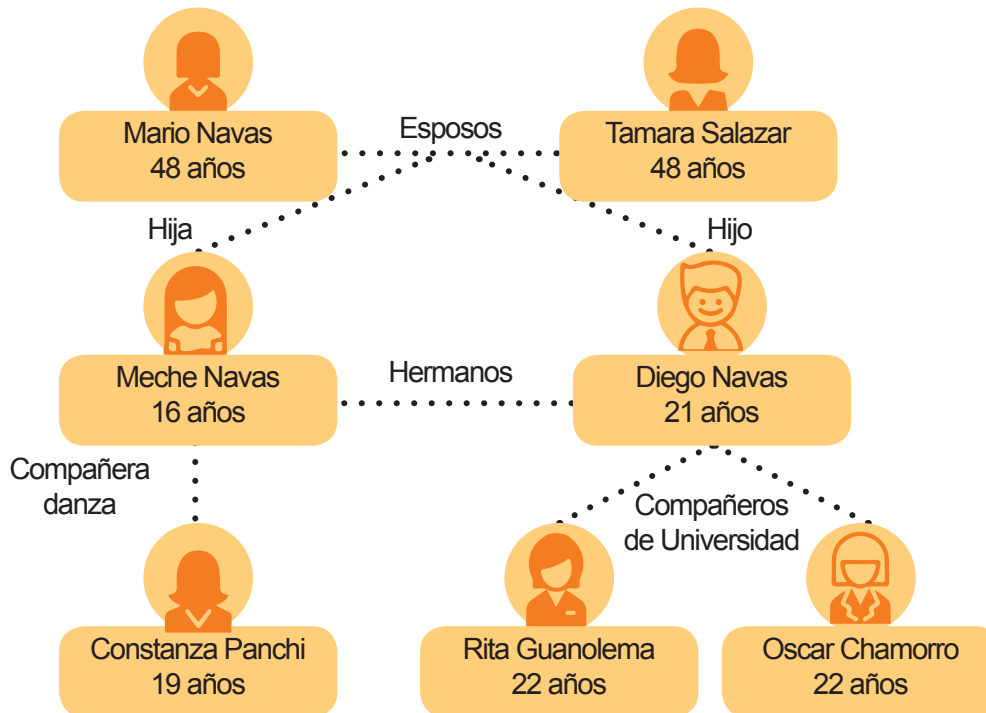 Mario Navas
48 años
Esposos
Tamara Salazar
48 años
Hija
Hijo
Meche Navas
16 años
Hermanos
Diego Navas
21 años
Compañera
danza
Compañeros
de Universidad
Constanza Panchi
19 años
Rita Guanolema
22 años
Oscar Chamorro
22 años